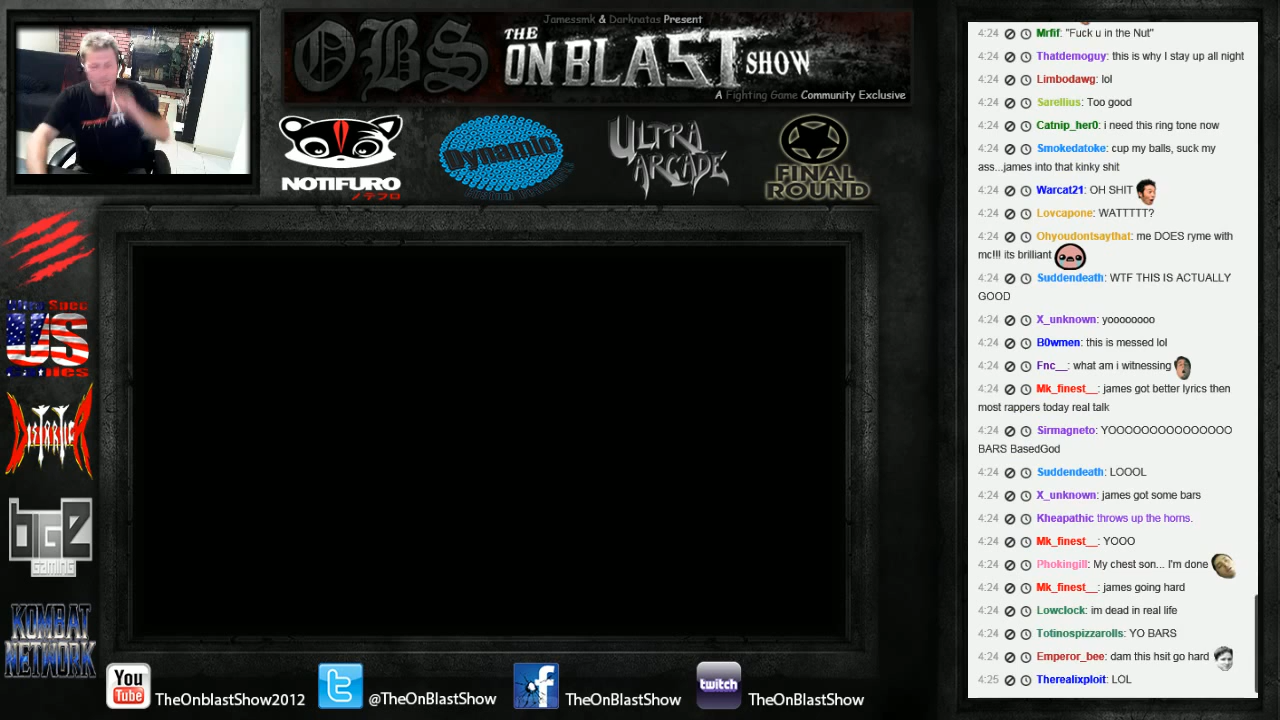 Jamessmk & Darknatas Present
OBS
THE
ON BLAST SHOW
A Fighting Game Community Exclusive
NOTIFURO
メテフロ
Dynamic
ULTRA
ARCADE
FINAL
ROUND
US
BIGE
GAMING
KOMBAT
NETWORK
You
Tube
TheOnblastShow2012
@TheOnBlastShow
TheOnBlastShow
twitch
TheOnBlastShow
4:24 Mrfif: "Fuck u in the Nut"
4:24 Thatdemoguy: this is why I stay up all night
4:24 Limbodawg: lol
4:24 Sarellius: Too good
4:24 Catnip_her0: i need this ring tone now
4:24 Smokedatoke: cup my balls, suck my
ass...james into that kinky shit
4:24 Warcat21: OH SHIT
4:24 Lovcapone: WATTTTT?
4:24 Ohyoudontsaythat: me DOES ryme with
mc!!! its brilliant
4:24 Suddendeath: WTF THIS IS ACTUALLY
GOOD
4:24 X_unknown: yoooooooo
4:24 B0wmen: this is messed lol
4:24 Fnc__: what am i witnessing
4:24 Mk_finest__: james got better lyrics then
most rappers today real talk
4:24 Sirmagneto: YOOOOOOOOOOOOOOO
BARS BasedGod
4:24 Suddendeath: LOOOL
4:24 X_unknown: james got some bars
4:24 Kheapathic throws up the horns.
4:24 Mk_finest__: YOOO
4:24 Phokingill: My chest son... I'm done
4:24 Mk_finest__: james going hard
4:24 Lowclock: im dead in real life
4:24 Totinospizzarolls: YO BARS
4:24 Emperor_bee: dam this hsit go hard
4:25 Therealixploit: LOL